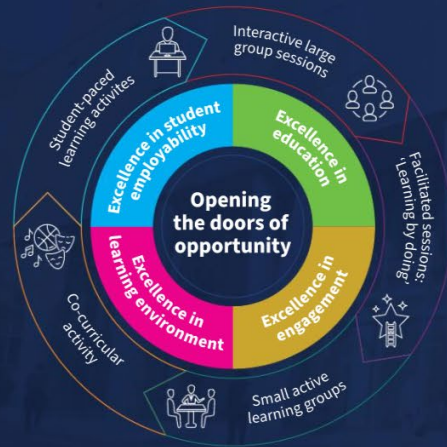 Opening
the doors of
opportunity
Excellence in student
employability
Excellence in
education
Excellence in
engagement
Excellence in
learning environment
Student-paced
learning activites
Interactive large
group sessions
Facilitated sessions:
'Learning by doing'
Small active
learning groups
Co-curricular
activity